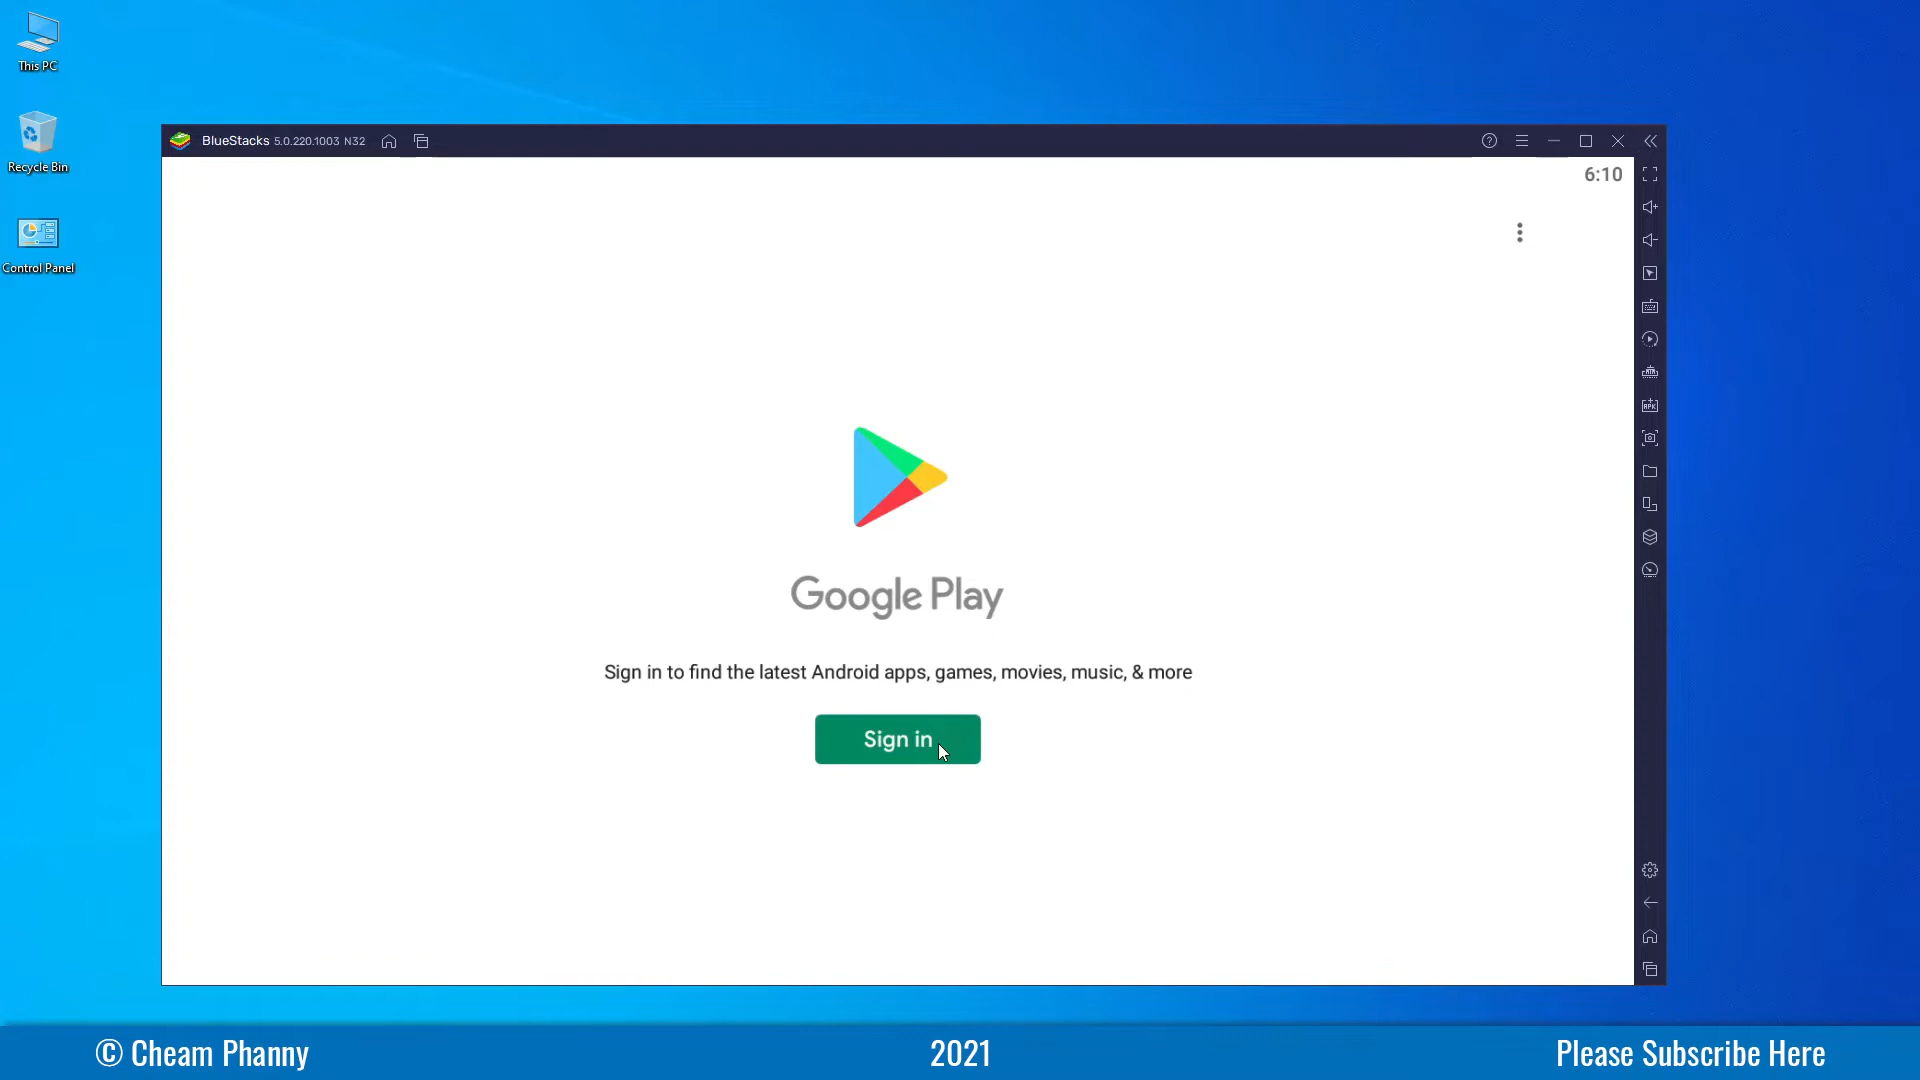 This PC
Recycle Bin
Control Panel
BlueStacks 5.0.220.1003 N32
6:10
Google Play
Sign in to find the latest Android apps, games, movies, music, & more
Sign in
APK
© Cheam Phanny
2021
Please Subscribe Here